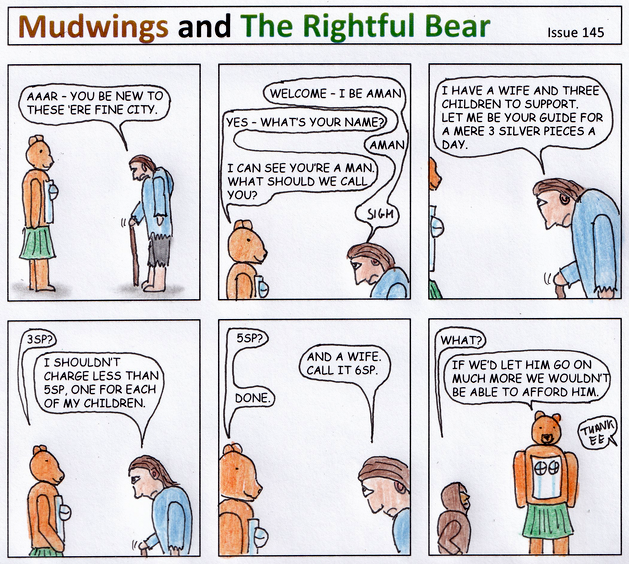 Mudwings and The Rightful Bear
Issue 145
AAAR - YOU BE NEW TO
THESE 'ERE FINE CITY.
WELCOME - I BE AMAN
YES - WHAT'S YOUR NAME?
AMAN
I CAN SEE YOU'RE A MAN.
WHAT SHOULD WE CALL
YOU?
SIGH
I HAVE A WIFE AND THREE
CHILDREN TO SUPPORT.
LET ME BE YOUR GUIDE FOR
A MERE 3 SILVER PIECES A
DAY.
3SP?
I SHOULDN'T
CHARGE LESS THAN
5SP, ONE FOR EACH
OF MY CHILDREN.
5SP?
AND A WIFE.
CALL IT 6SP.
DONE.
WHAT?
IF WE'D LET HIM GO ON
MUCH MORE WE WOULDN'T
BE ABLE TO AFFORD HIM.
THANK
EE